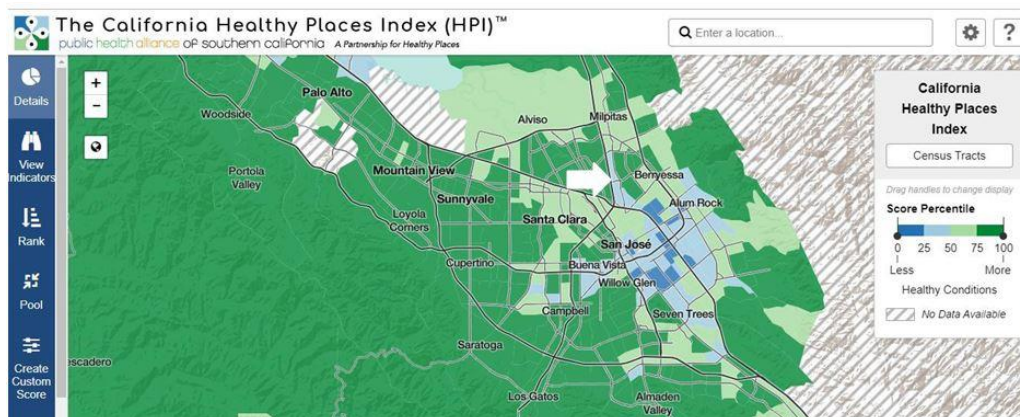 The California Healthy Places Index (HPI)™
public health alliance of southern california A Partnership for Healthy Places
Enter a location...
?
Details
View
Indicators
Rank
Pool
Create
Custom
Score
+
−
Palo Alto
Woodside
Alviso
Milpitas
Portola
Valley
Mountain View
Berryessa
Sunnyvale
Alum Rock
Loyola
Corners
Santa Clara
San José
Cupertino
Buena Vista
Willow Glen
Campbell
Seven Trees
Saratoga
escadero
Los Gatos
Almaden
Valley
California
Healthy Places
Index
Census Tracts
Drag handles to change display
Score Percentile
0 25 50 75 100
Less More
Healthy Conditions
No Data Available